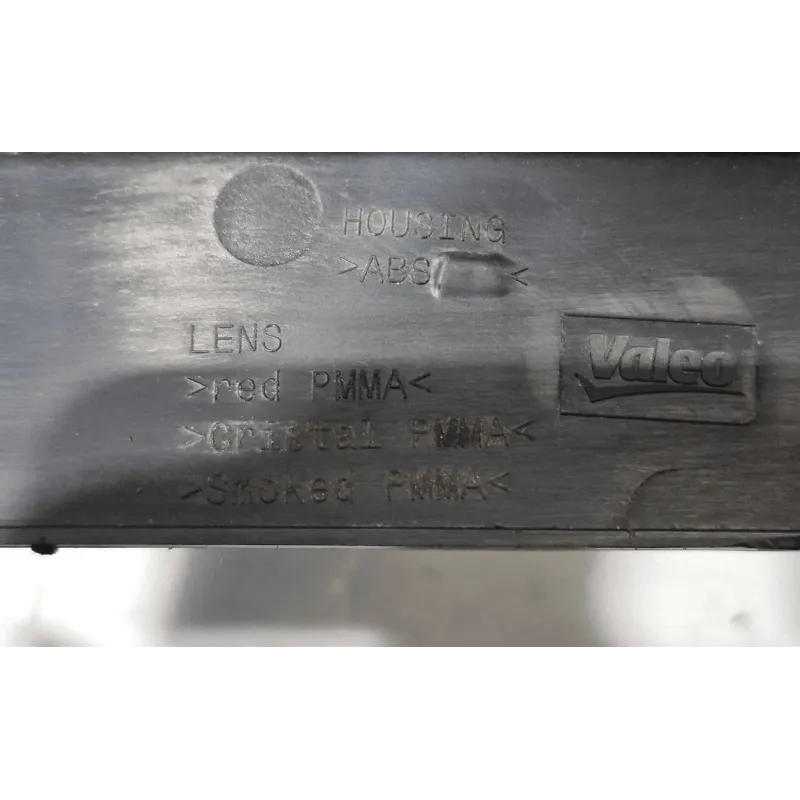 HOUSING
>ABS <
LENS
>red PMMA<
>Cristal PMMA<
>Smoked PMMA<
Valeo